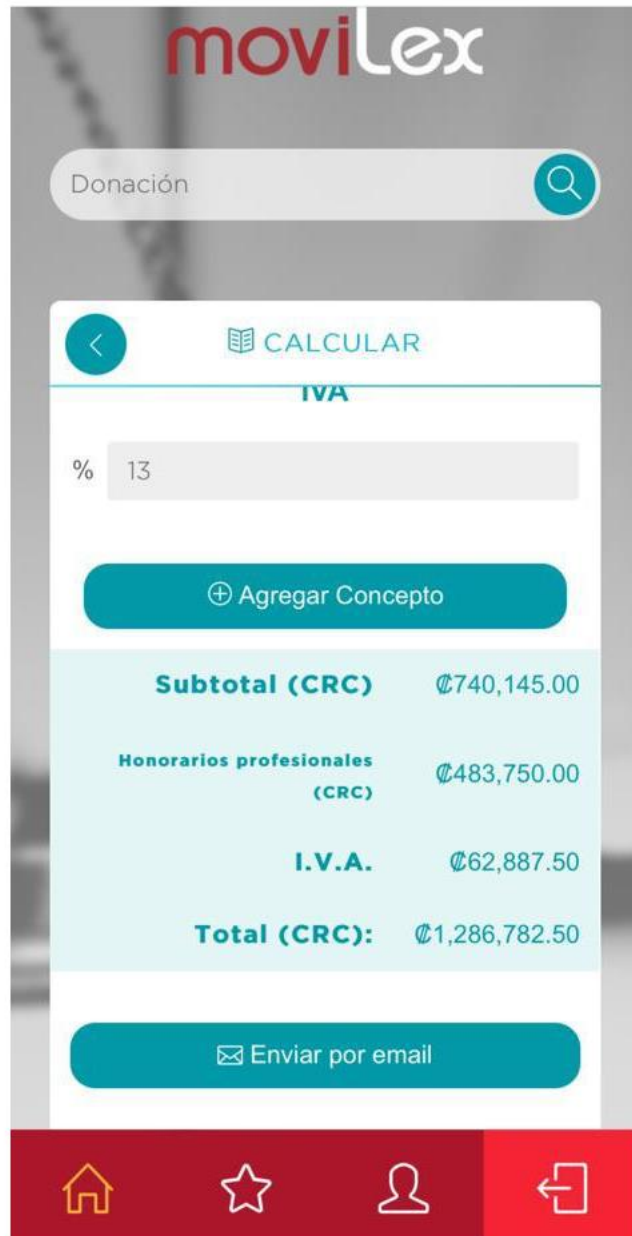 moviLex
Donación
CALCULAR
IVA
% 13
Agregar Concepto
Subtotal (CRC) ₡740,145.00
Honorarios profesionales
(CRC) ₡483,750.00
I.V.A. ₡62,887.50
Total (CRC): ₡1,286,782.50
Enviar por email